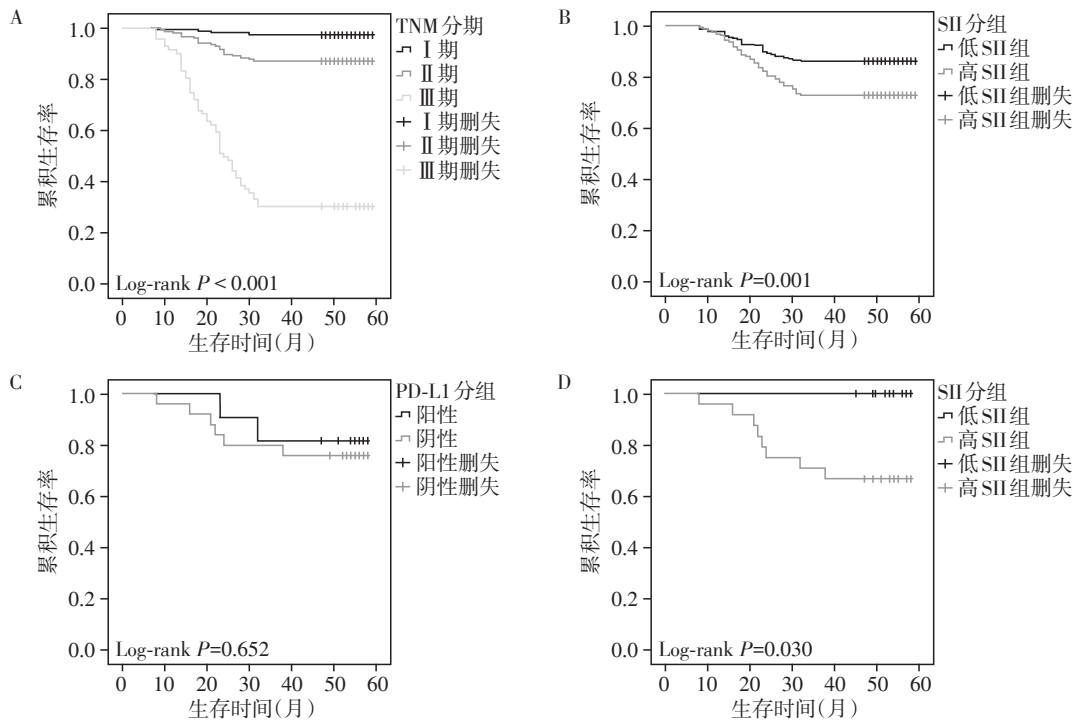 A
TNM分期
Ⅰ期
Ⅱ期
Ⅲ期
Ⅰ期删失
Ⅱ期删失
Ⅲ期删失
累积生存率
1.0
0.8
0.6
0.4
0.2
0.0
Log-rank P<0.001
0 10 20 30 40 50 60
生存时间(月)
B
SII分组
低SII组
高SII组
低SII组删失
高SII组删失
累积生存率
1.0
0.8
0.6
0.4
0.2
0.0
Log-rank P=0.001
0 10 20 30 40 50 60
生存时间(月)
C
PD-L1分组
阳性
阴性
阳性删失
阴性删失
累积生存率
1.0
0.8
0.6
0.4
0.2
0.0
Log-rank P=0.652
0 10 20 30 40 50 60
生存时间(月)
D
SII分组
低SII组
高SII组
低SII组删失
高SII组删失
累积生存率
1.0
0.8
0.6
0.4
0.2
0.0
Log-rank P=0.030
0 10 20 30 40 50 60
生存时间(月)